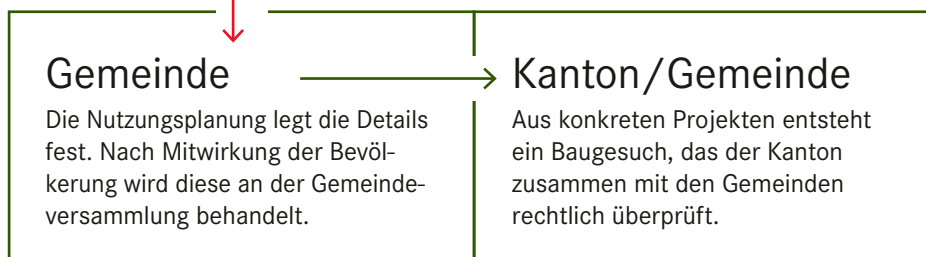 Gemeinde
Die Nutzungsplanung legt die Details
fest. Nach Mitwirkung der Bevöl-
kerung wird diese an der Gemeinde-
versammlung behandelt.
Kanton/Gemeinde
Aus konkreten Projekten entsteht
ein Baugesuch, das der Kanton
zusammen mit den Gemeinden
rechtlich überprüft.